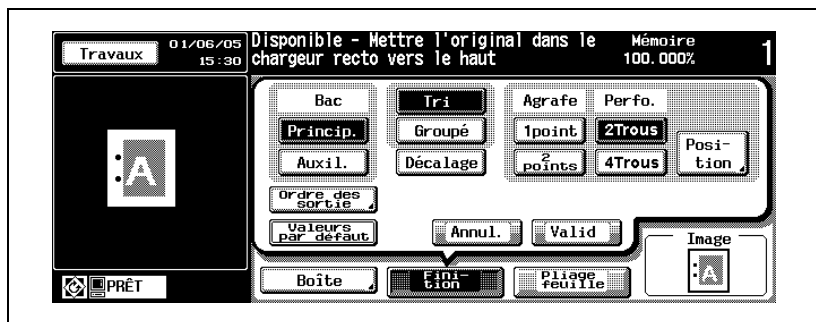 Travaux
01/06/05
15:30
Disponible - Mettre l'original dans le
chargeur recto vers le haut
Mémoire
100.000%
1
Bac
Princip.
Auxil.
Ordre des
sortie
Valeurs
par défaut
Tri
Groupé
Décalage
Agrafe
1point
2
points
Perfo.
2Trous
4Trous
Posi-
tion
Annul.
Valid
A
Image
A
PRÊT
Boîte
Fini-
tion
Pliage
feuille